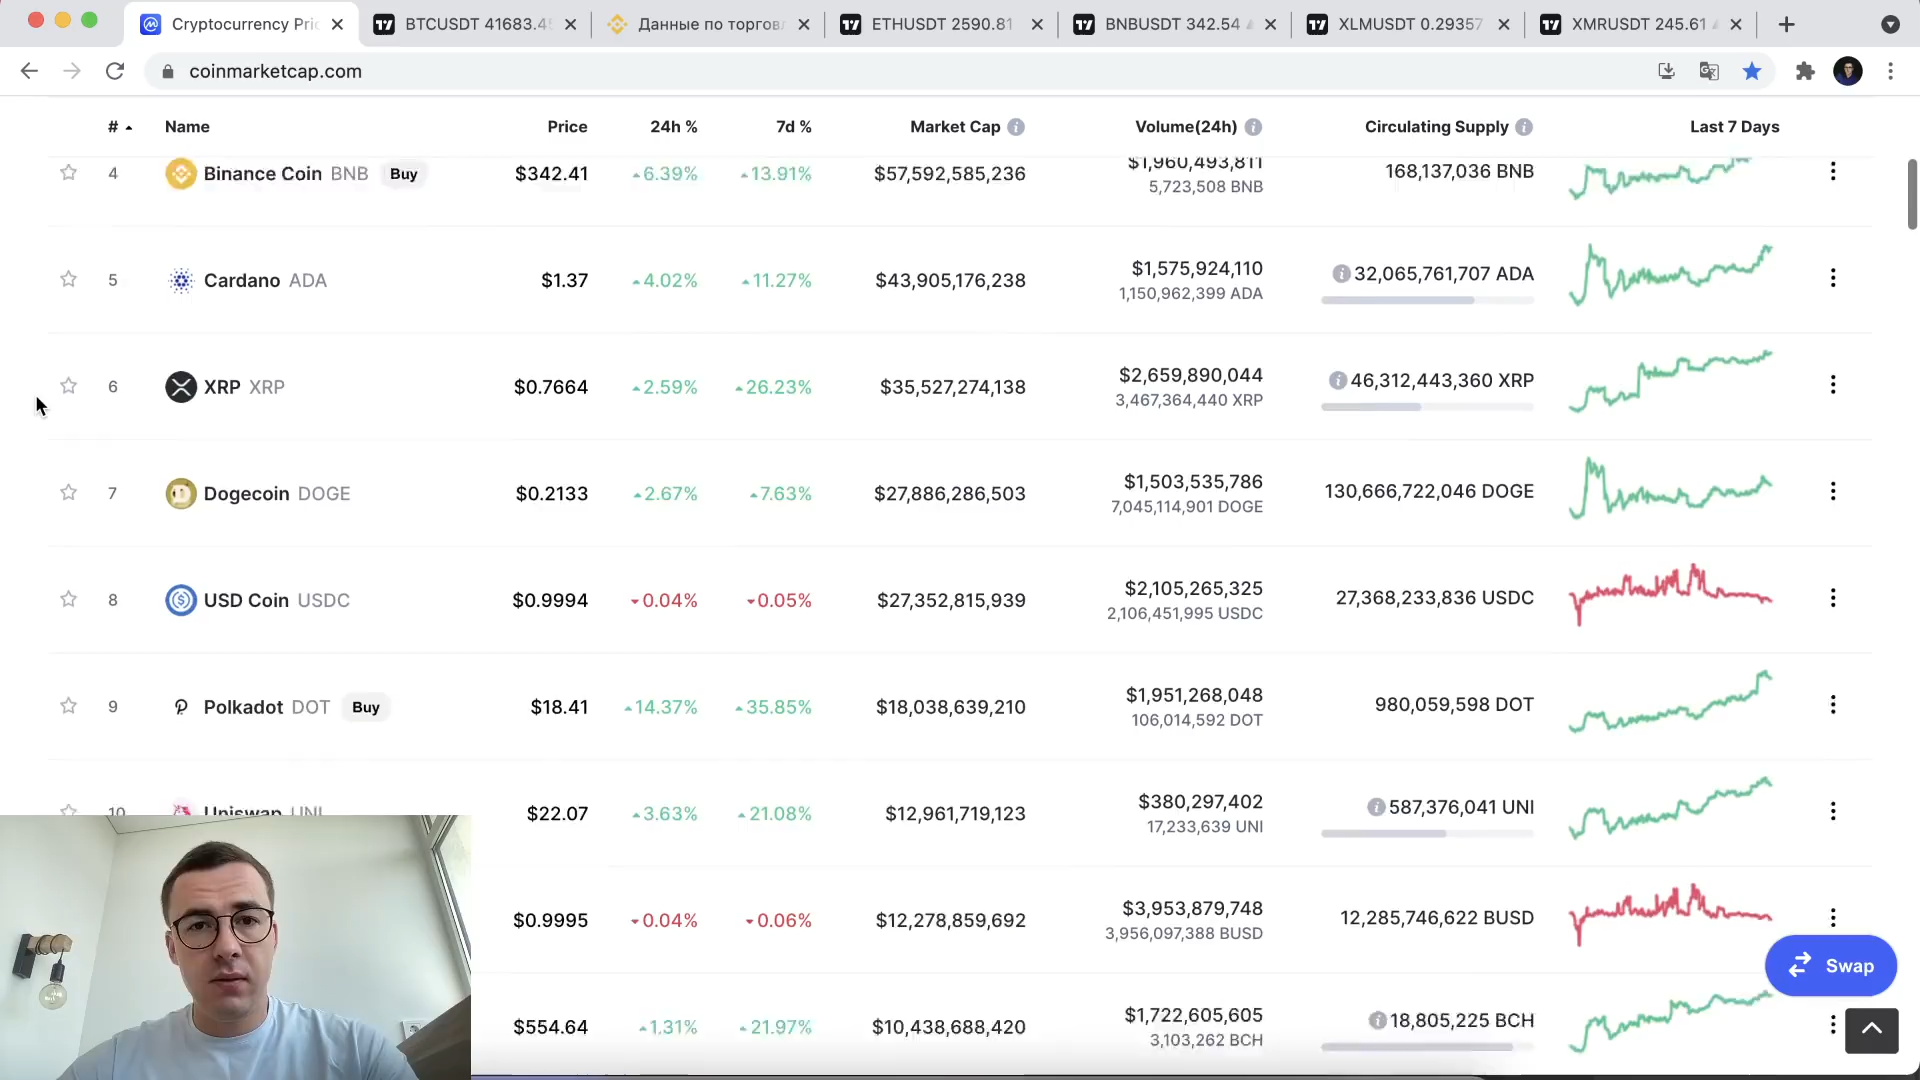 Cryptocurrency Pri
BTCUSDT 41683.45
Данные по торгов
ETHUSDT 2590.81
BNBUSDT 342.54
XLMUSDT 0.29357
XMRUSDT 245.61
coinmarketcap.com
# Name Price 24h % 7d % Market Cap Volume(24h) Circulating Supply Last 7 Days
4 Binance Coin BNB Buy $342.41 6.39% 13.91% $57,592,585,236 $1,960,493,811 168,137,036 BNB
5,723,508 BNB
5 Cardano ADA $1.37 4.02% 11.27% $43,905,176,238 $1,575,924,110 32,065,761,707 ADA
1,150,962,399 ADA
6 XRP XRP $0.7664 2.59% 26.23% $35,527,274,138 $2,659,890,044 46,312,443,360 XRP
3,467,364,440 XRP
7 Dogecoin DOGE $0.2133 2.67% 7.63% $27,886,286,503 $1,503,535,786 130,666,722,046 DOGE
7,045,114,901 DOGE
8 USD Coin USDC $0.9994 0.04% 0.05% $27,352,815,939 $2,105,265,325 27,368,233,836 USDC
2,106,451,995 USDC
9 Polkadot DOT Buy $18.41 14.37% 35.85% $18,038,639,210 $1,951,268,048 980,059,598 DOT
106,014,592 DOT
10 Uniswap UNI $22.07 3.63% 21.08% $12,961,719,123 $380,297,402 587,376,041 UNI
17,233,639 UNI
$0.9995 0.04% 0.06% $12,278,859,692 $3,953,879,748 12,285,746,622 BUSD
3,956,097,388 BUSD
Swap
$554.64 1.31% 21.97% $10,438,688,420 $1,722,605,605 18,805,225 BCH
3,103,262 BCH